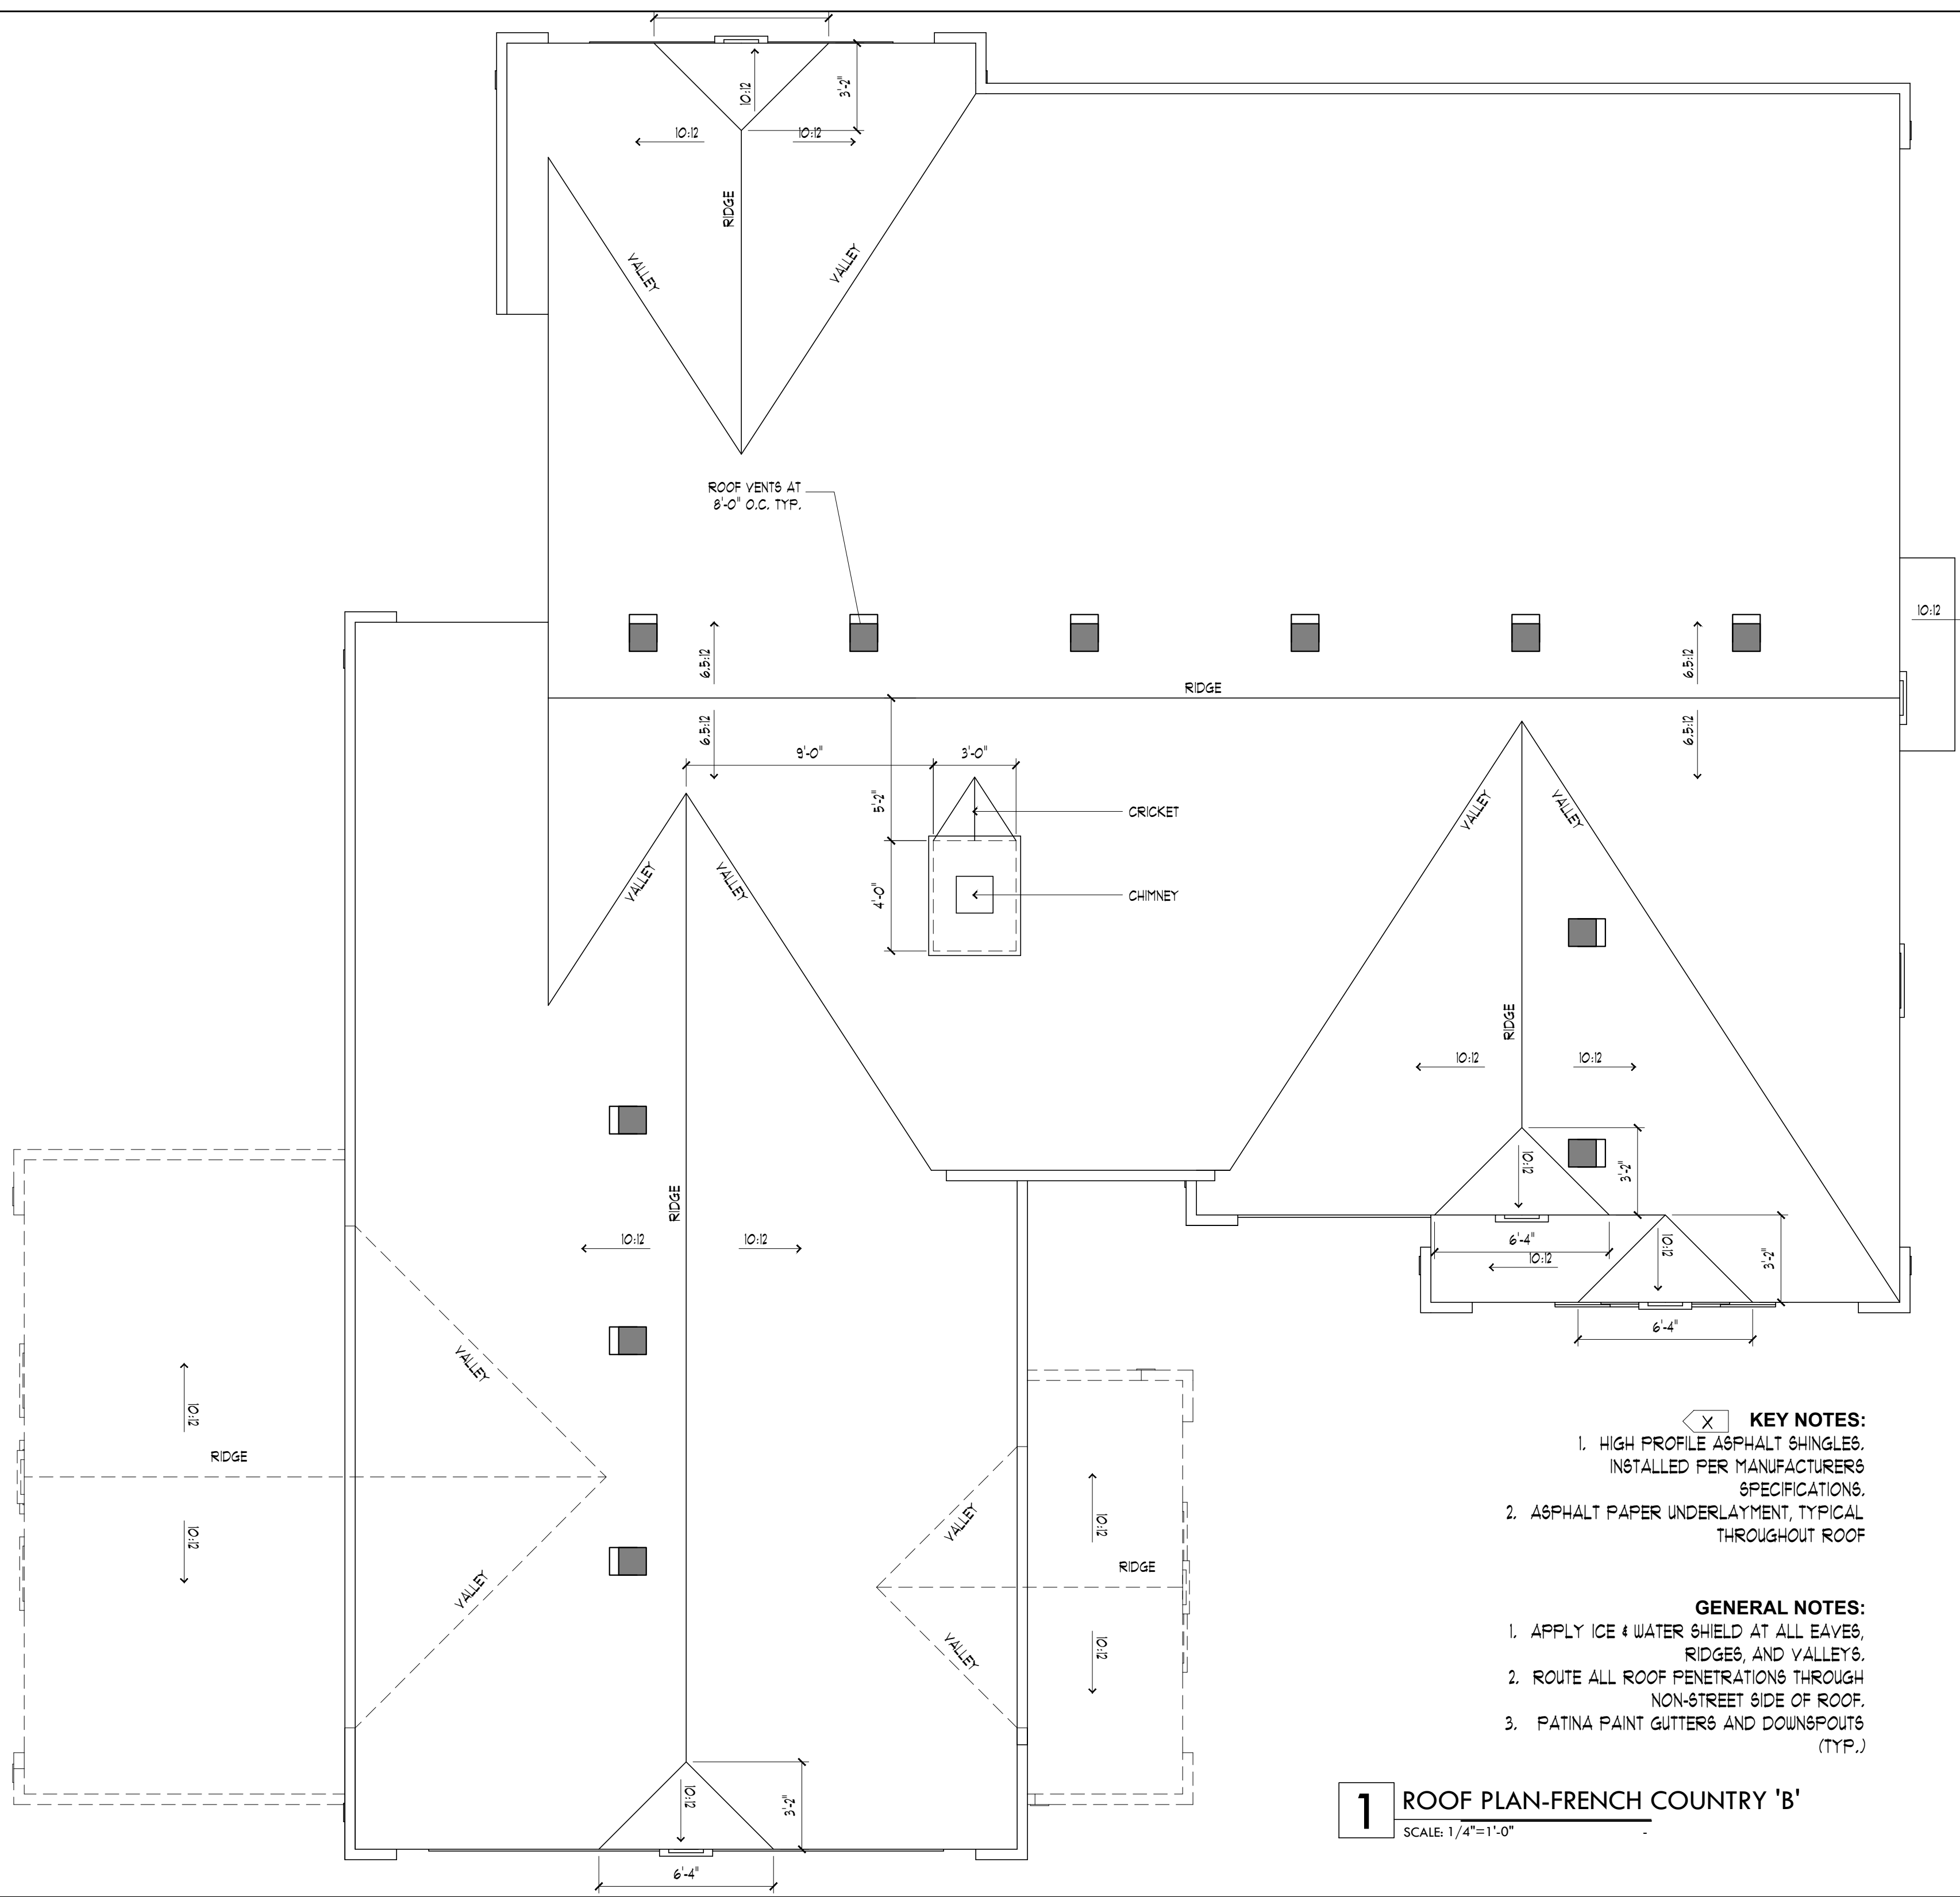 10:12
3'-2"
10:12
10:12
RIDGE
VALLEY
VALLEY
ROOF VENTS AT
8'-0" O.C. TYP.
10:12
6.5:12
6.5:12
RIDGE
6.5:12
6.5:12
9'-0"
3'-0"
5'-2"
CRICKET
VALLEY
VALLEY
VALLEY
VALLEY
4'-0"
CHIMNEY
RIDGE
10:12
10:12
10:12
3'-2"
RIDGE
10:12
10:12
6'-4"
10:12
10:12
3'-2"
6'-4"
VALLEY
10:12
RIDGE
10:12
VALLEY
VALLEY
10:12
RIDGE
10:12
VALLEY
10:12
3'-2"
6'-4"
X KEY NOTES:
1. HIGH PROFILE ASPHALT SHINGLES.
INSTALLED PER MANUFACTURERS
SPECIFICATIONS.
2. ASPHALT PAPER UNDERLAYMENT, TYPICAL
THROUGHOUT ROOF
GENERAL NOTES:
1. APPLY ICE & WATER SHIELD AT ALL EAVES,
RIDGES, AND VALLEYS.
2. ROUTE ALL ROOF PENETRATIONS THROUGH
NON-STREET SIDE OF ROOF.
3. PATINA PAINT GUTTERS AND DOWNSPOUTS
(TYP.)
1 ROOF PLAN-FRENCH COUNTRY 'B'
SCALE: 1/4"=1'-0" -